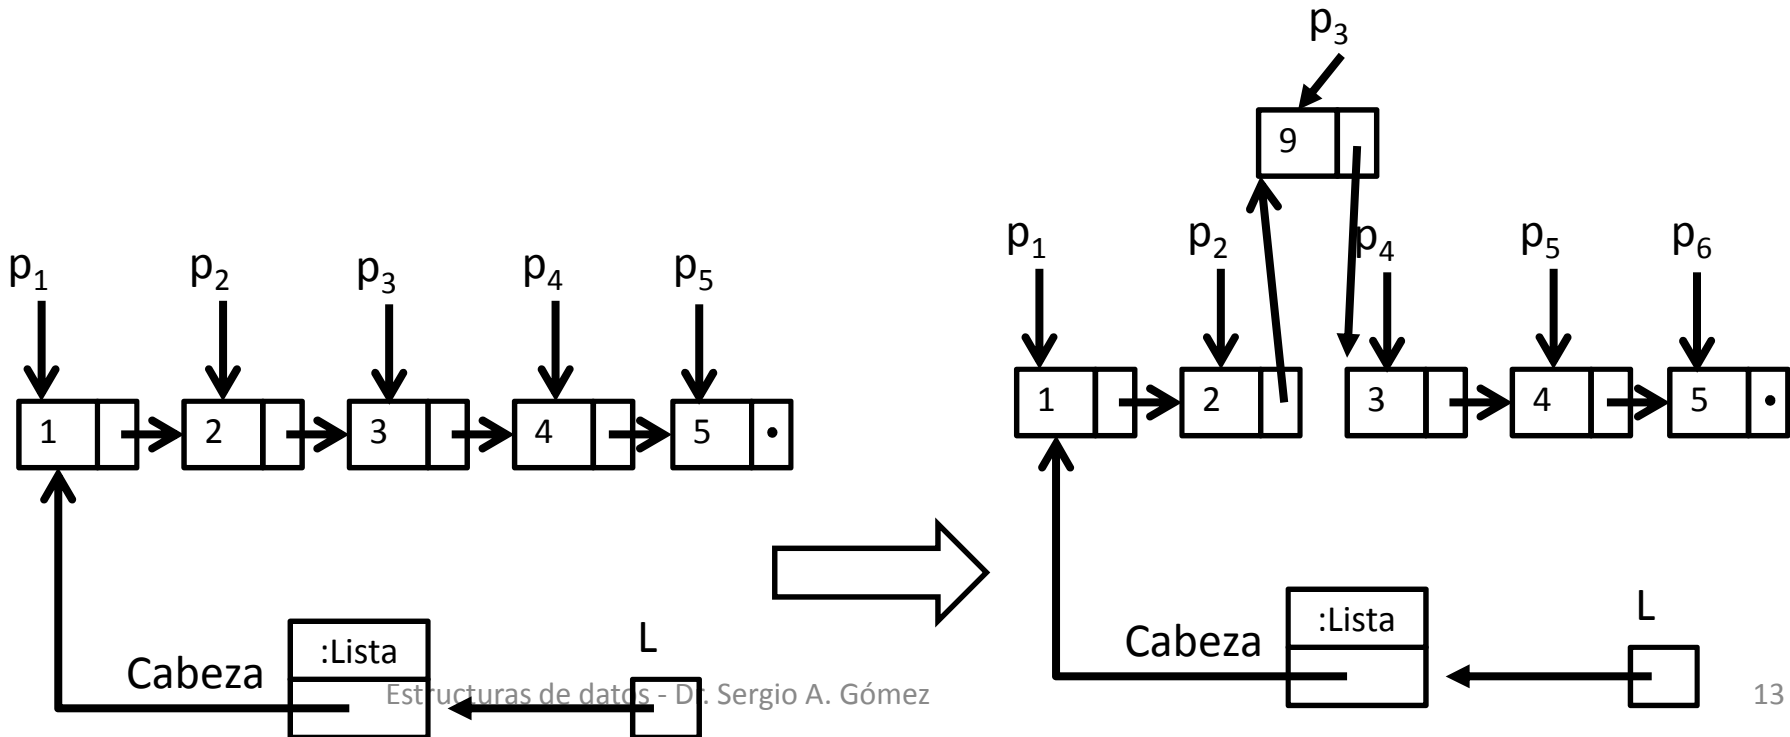 p3
9
p1 p2 p3 p4 p5
p1 p2 p4 p5 p6
1 2 3 4 5 •
1 2 3 4 5 •
:Lista
L
Cabeza
:Lista
L
Cabeza
Estructuras de datos - Dr. Sergio A. Gómez
13